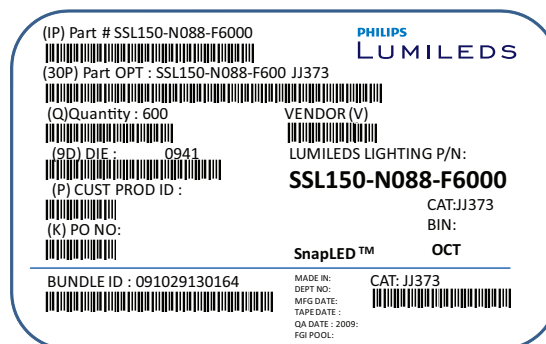 (IP) Part # SSL150-N088-F6000
PHILIPS
LUMILEDS
(30P) Part OPT : SSL150-N088-F600 JJ373
(Q)Quantity : 600
VENDOR (V)
(9D) DIE : 0941
LUMILEDS LIGHTING P/N:
SSL150-N088-F6000
(P) CUST PROD ID :
CAT:JJ373
BIN:
(K) PO NO:
SnapLED™ OCT
BUNDLE ID : 091029130164
MADE IN:
CAT: JJ373
DEPT NO:
MFG DATE:
TAPE DATE :
QA DATE : 2009:
FGI POOL: